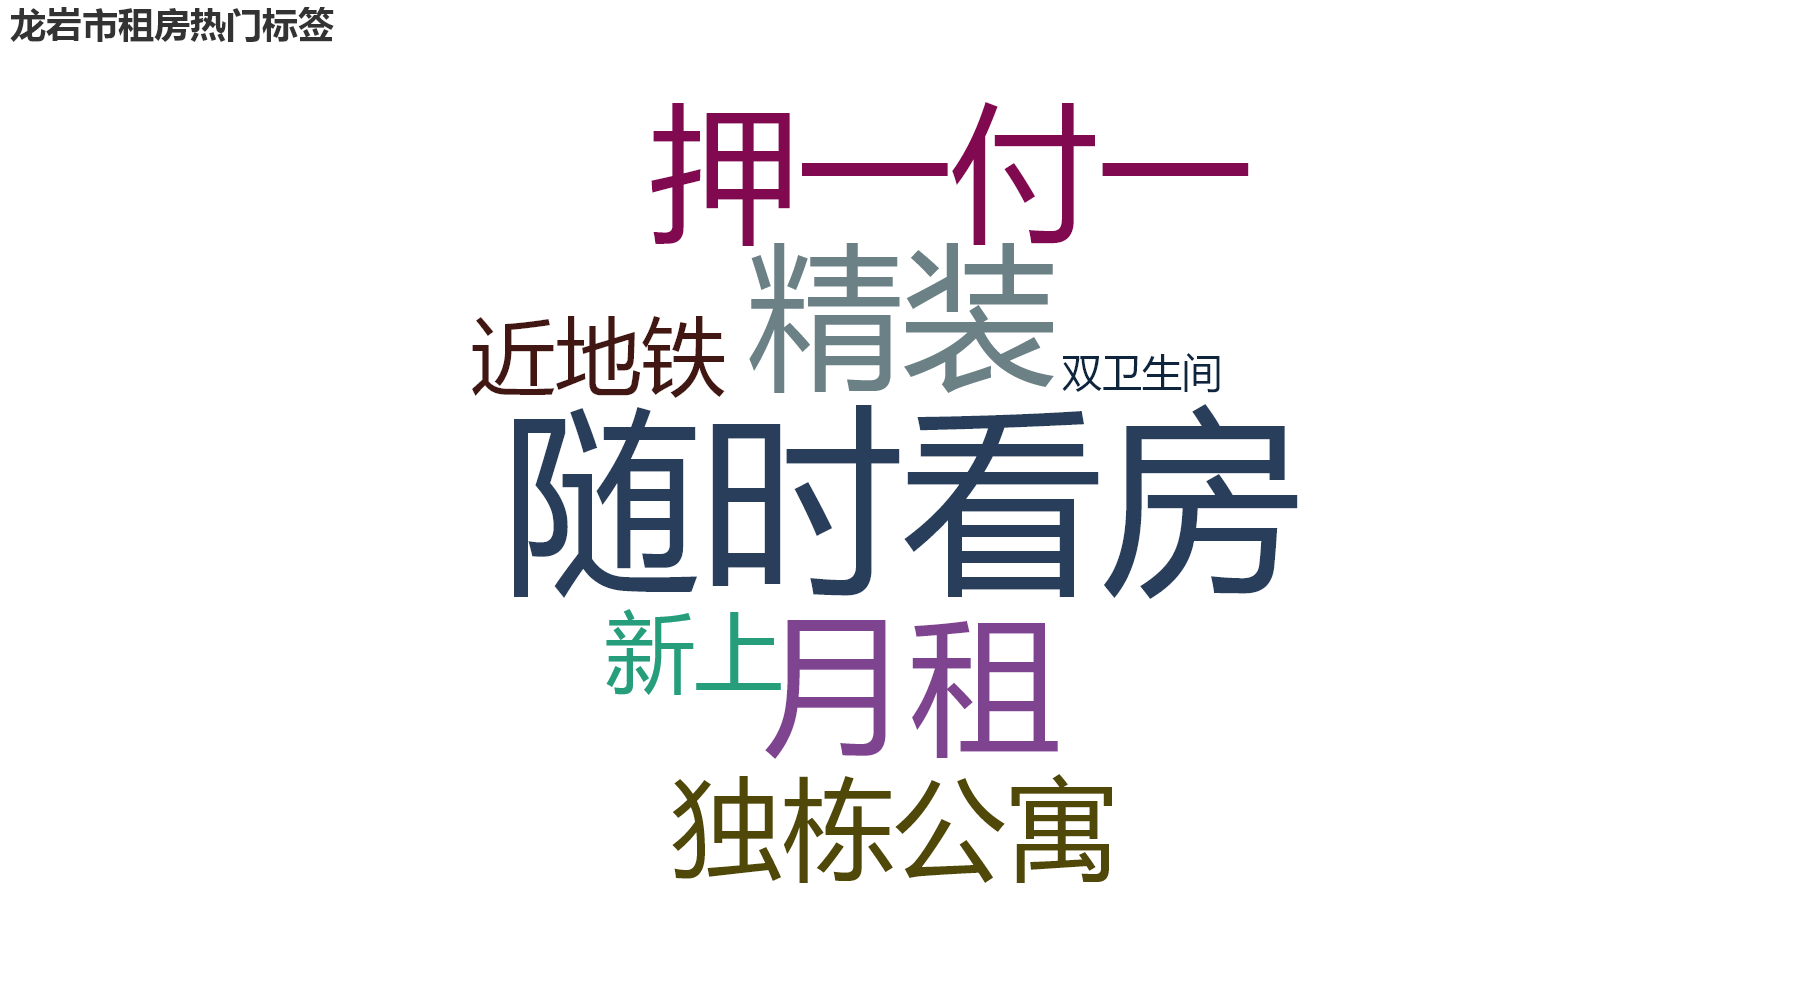 龙岩市租房热门标签
押一付一
精装
近地铁
双卫生间
随时看房
新上
月租
独栋公寓